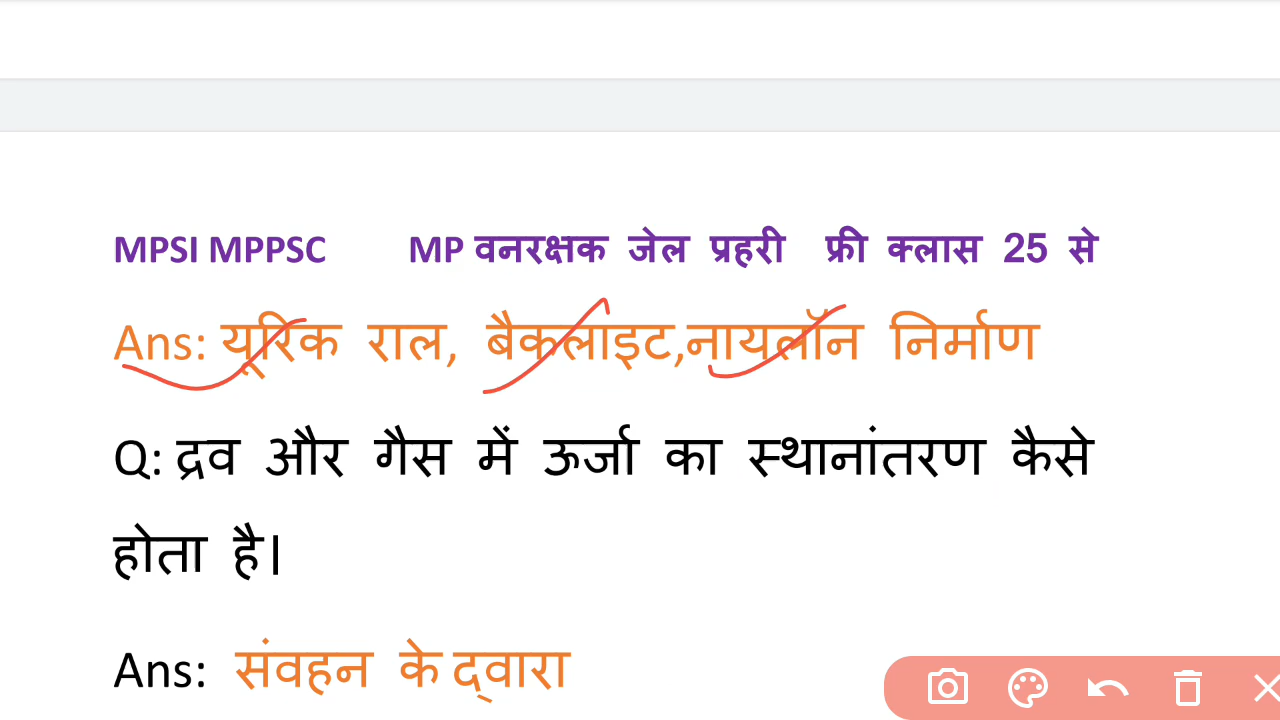 MPSI MPPSC MP वनरक्षक जेल प्रहरी फ्री क्लास 25 से
Ans: यूरिक राल, बैकलाइट,नायलॉन निर्माण
Q: द्रव और गैस में ऊर्जा का स्थानांतरण कैसे
होता है।
Ans: संवहन के द्वारा